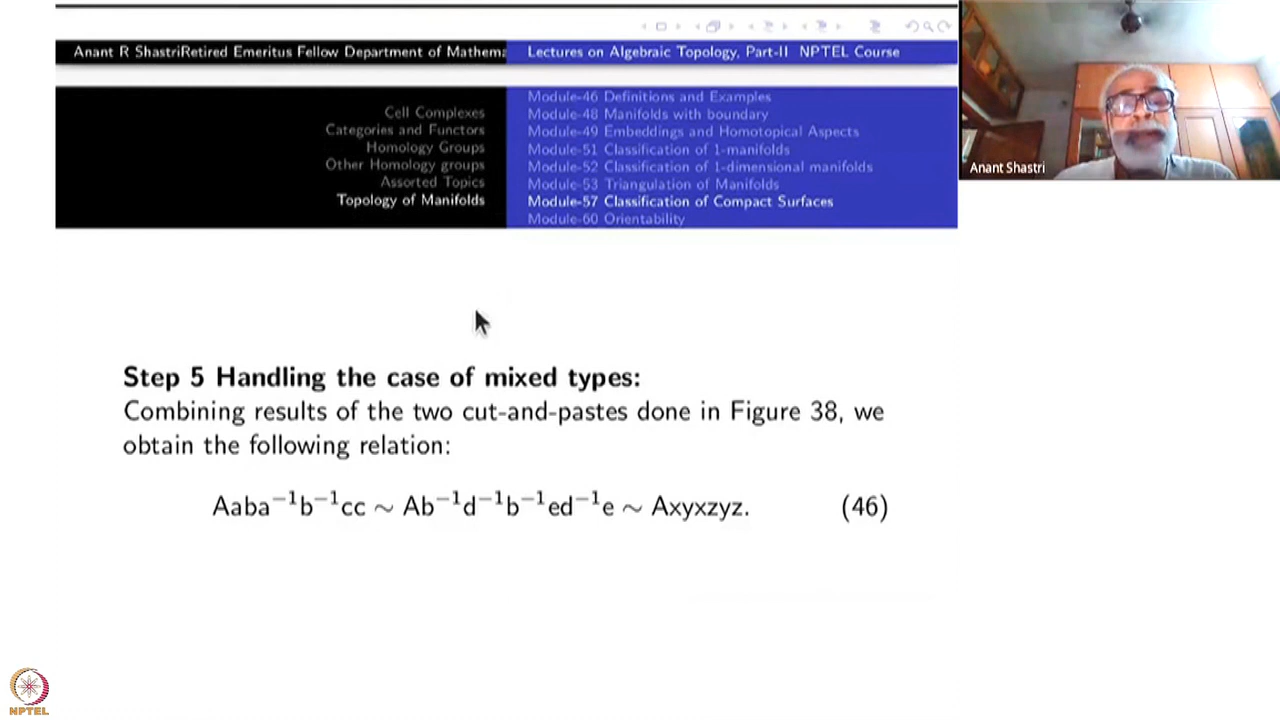 Anant R ShastriRetired Emeritus Fellow Department of Mathema
Lectures on Algebraic Topology, Part-II NPTEL Course
Cell Complexes
Categories and Functors
Homology Groups
Other Homology groups
Assorted Topics
Topology of Manifolds
Module-46 Definitions and Examples
Module-48 Manifolds with boundary
Module-49 Embeddings and Homotopical Aspects
Module-51 Classification of 1-manifolds
Module-52 Classification of 1-dimensional manifolds
Module-53 Triangulation of Manifolds
Module-57 Classification of Compact Surfaces
Module-60 Orientability
Anant Shastri
Step 5 Handling the case of mixed types:
Combining results of the two cut-and-pastes done in Figure 38, we
obtain the following relation:
Aaba⁻¹b⁻¹cc ∼ Ab⁻¹d⁻¹b⁻¹ed⁻¹e ∼ Axyxzyz. (46)
NPTEL